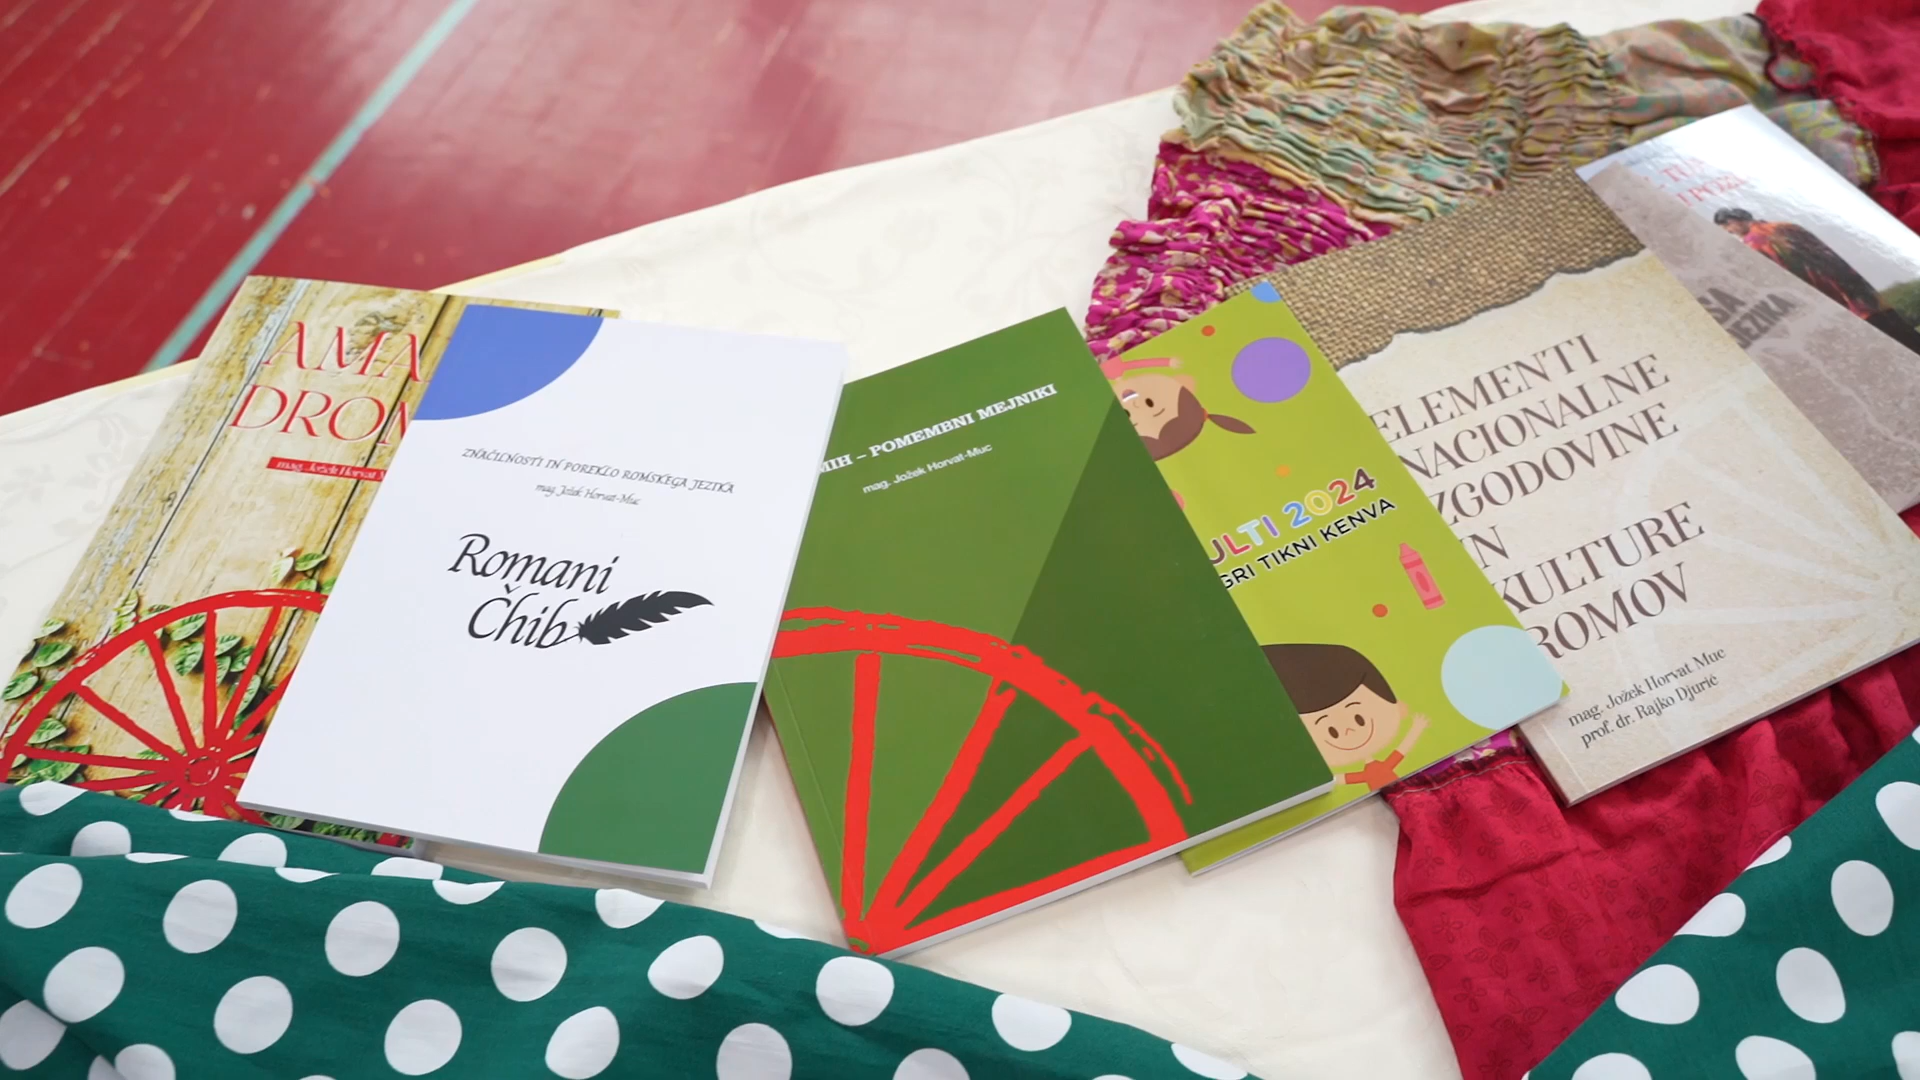 AMA
DROM
mag. Jožek Horvat M
ZNAČILNOSTI IN POREKLO ROMSKEGA JEZIKA
mag. Jožek Horvat-Muc
Romani
Čhib
MIH – POMEMBNI MEJNIKI
mag. Jožek Horvat-Muc
ULTI 2024
GRI TIKNI KENVA
ELEMENTI
NACIONALNE
ZGODOVINE
IN
KULTURE
ROMOV
mag. Jožek Horvat Muc
prof. dr. Rajko Djurić